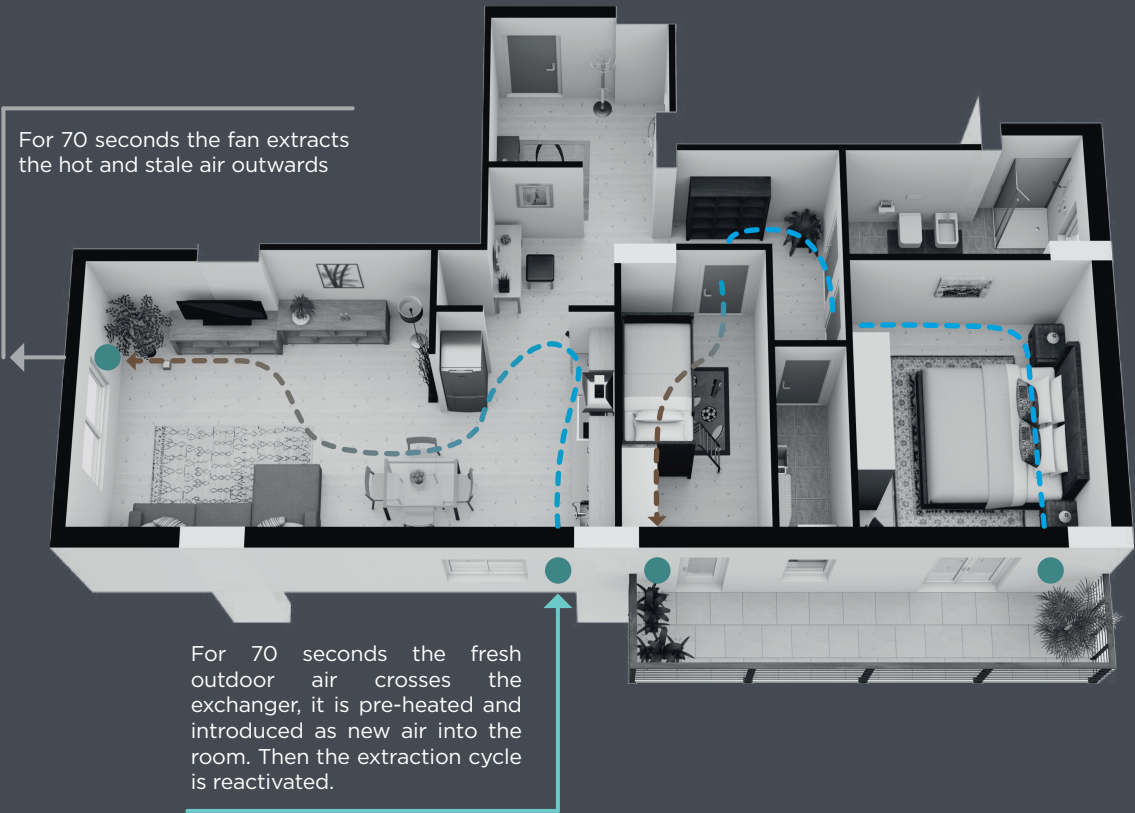 For 70 seconds the fan extracts
the hot and stale air outwards
For 70 seconds the fresh
outdoor air crosses the
exchanger, it is pre-heated and
introduced as new air into the
room. Then the extraction cycle
is reactivated.